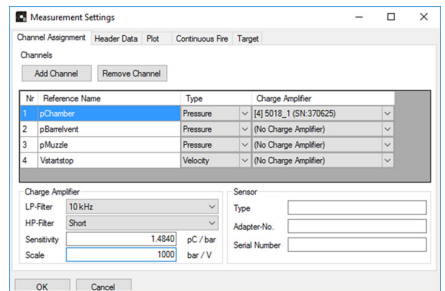 Measurement Settings
Channel Assignment Header Data Plot Continuous Fire Target
Channels
Add Channel Remove Channel
Nr Reference Name Type Charge Amplifier
1 pChamber Pressure [4] 5018_1 (SN:370625)
2 pBarrelvent Pressure (No Charge Amplifier)
3 pMuzzle Pressure (No Charge Amplifier)
4 Vstartstop Velocity (No Charge Amplifier)
Charge Amplifier Sensor
LP-Filter 10 kHz Type
HP-Filter Short Adapter-No.
Sensitivity 1.4840 pC / bar Serial Number
Scale 1000 bar / V
OK Cancel